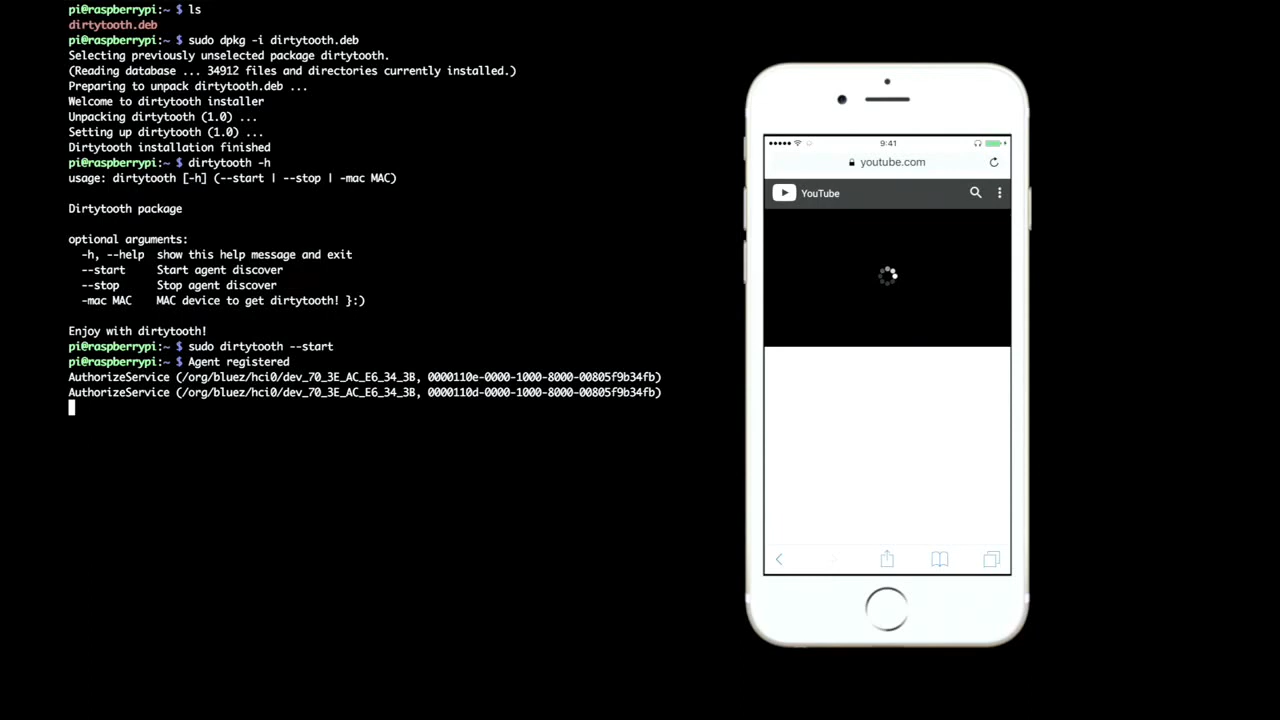 pi@raspberrypi:~ $ ls
dirtytooth.deb
pi@raspberrypi:~ $ sudo dpkg -i dirtytooth.deb
Selecting previously unselected package dirtytooth.
(Reading database ... 34912 files and directories currently installed.)
Preparing to unpack dirtytooth.deb ...
Welcome to dirtytooth installer
Unpacking dirtytooth (1.0) ...
Setting up dirtytooth (1.0) ...
Dirtytooth installation finished
pi@raspberrypi:~ $ dirtytooth -h
usage: dirtytooth [-h] (--start | --stop | -mac MAC)
Dirtytooth package
optional arguments:
-h, --help show this help message and exit
--start Start agent discover
--stop Stop agent discover
-mac MAC MAC device to get dirtytooth! }:)
Enjoy with dirtytooth!
pi@raspberrypi:~ $ sudo dirtytooth --start
pi@raspberrypi:~ $ Agent registered
AuthorizeService (/org/bluez/hci0/dev_70_3E_AC_E6_34_3B, 0000110e-0000-1000-8000-00805f9b34fb)
AuthorizeService (/org/bluez/hci0/dev_70_3E_AC_E6_34_3B, 0000110d-0000-1000-8000-00805f9b34fb)
9:41
youtube.com
YouTube